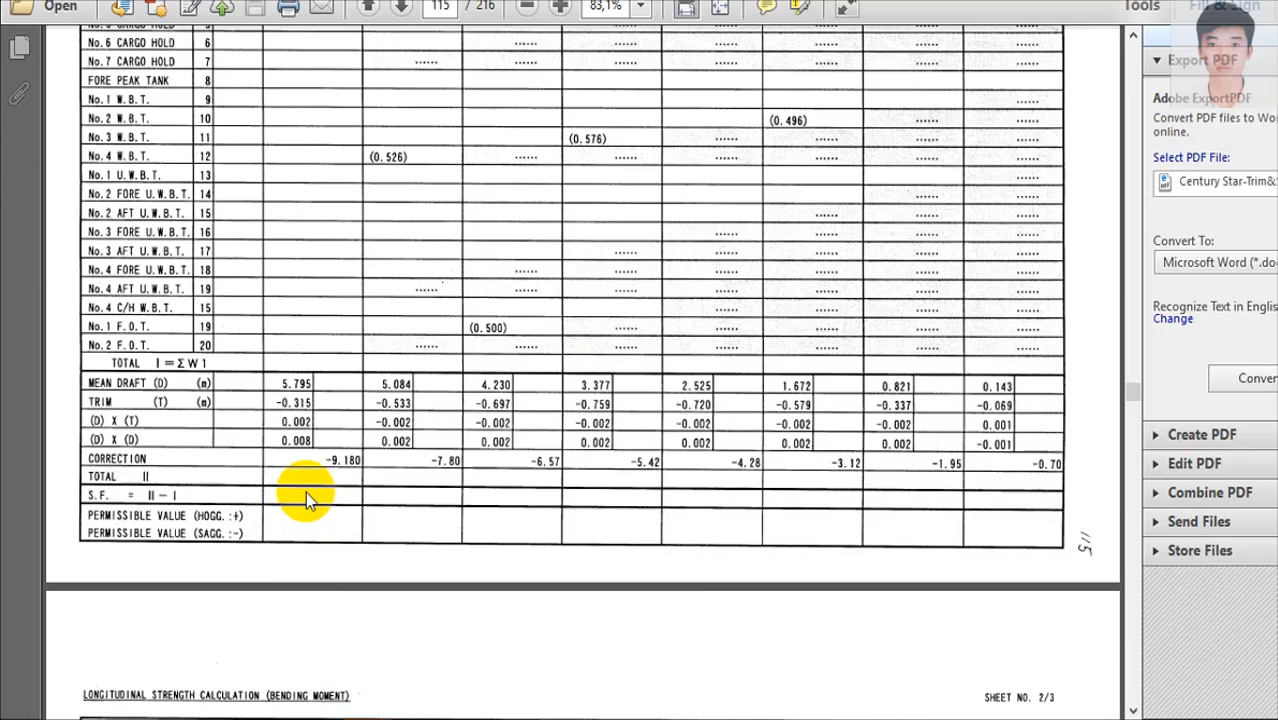 Open
115
/ 216
83,1%
Tools
Fill & Sign
No.6 CARGO HOLD 6 ......  ......  ......  ......  ......  ......
No.7 CARGO HOLD 7 ......  ......  ......  ......  ......  ......  ......
FORE PEAK TANK 8
No.1 W.B.T. 9 ......
No.2 W.B.T. 10 (0.496) ...... ......
No.3 W.B.T. 11 (0.576) ...... ...... ...... ......
No.4 W.B.T. 12 (0.526) ...... ...... ...... ...... ...... ......
No.1 U.W.B.T. 13 ......
No.2 FORE U.W.B.T. 14 ...... ......
No.2 AFT U.W.B.T. 15 ...... ...... ......
No.3 FORE U.W.B.T. 16 ...... ...... ...... ......
No.3 AFT U.W.B.T. 17 ...... ...... ...... ...... ......
No.4 FORE U.W.B.T. 18 ...... ...... ...... ...... ...... ......
No.4 AFT U.W.B.T. 19 ...... ...... ...... ...... ...... ...... ......
No.4 C/H W.B.T. 15 ...... ...... ...... ......
No.1 F.O.T. 19 (0.500) ...... ...... ...... ...... ......
No.2 F.O.T. 20 ...... ...... ...... ...... ...... ...... ......
TOTAL I=ΣW1
MEAN DRAFT (D) (m) 5.795 5.084 4.230 3.377 2.525 1.672 0.821 0.143
TRIM (T) (m) -0.315 -0.533 -0.697 -0.759 -0.720 -0.579 -0.337 -0.069
(D) X (T) 0.002 -0.002 -0.002 -0.002 -0.002 -0.002 -0.002 0.001
(D) X (D) 0.008 0.002 0.002 0.002 0.002 0.002 0.002 -0.001
CORRECTION -9.180 -7.80 -6.57 -5.42 -4.28 -3.12 -1.95 -0.70
TOTAL II
S.F. = II - I
PERMISSIBLE VALUE (HOGG.:+)
PERMISSIBLE VALUE (SAGG.:-)
115
LONGITUDINAL STRENGTH CALCULATION (BENDING MOMENT) SHEET NO. 2/3
Export PDF
Adobe ExportPDF
Convert PDF files to Wo
online.
Select PDF File:
Century Star-Trim&S
Convert To:
Microsoft Word (*.do
Recognize Text in English
Change
Conver
Create PDF
Edit PDF
Combine PDF
Send Files
Store Files